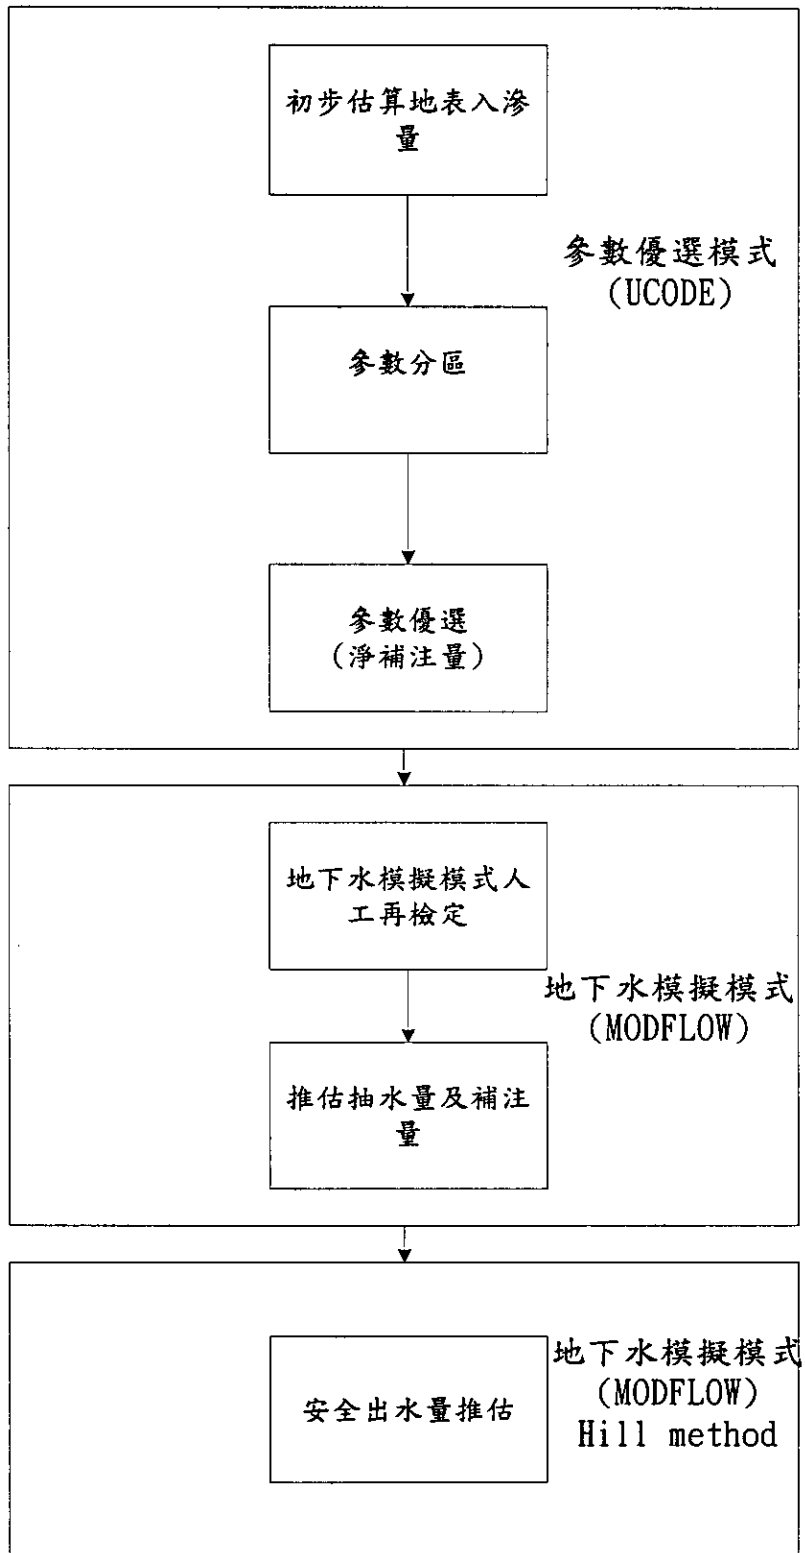 初步估算地表入滲
量
參數優選模式
(UCODE)
參數分區
參數優選
(淨補注量)
地下水模擬模式人
工再檢定
地下水模擬模式
(MODFLOW)
推估抽水量及補注
量
地下水模擬模式
(MODFLOW)
Hill method
安全出水量推估